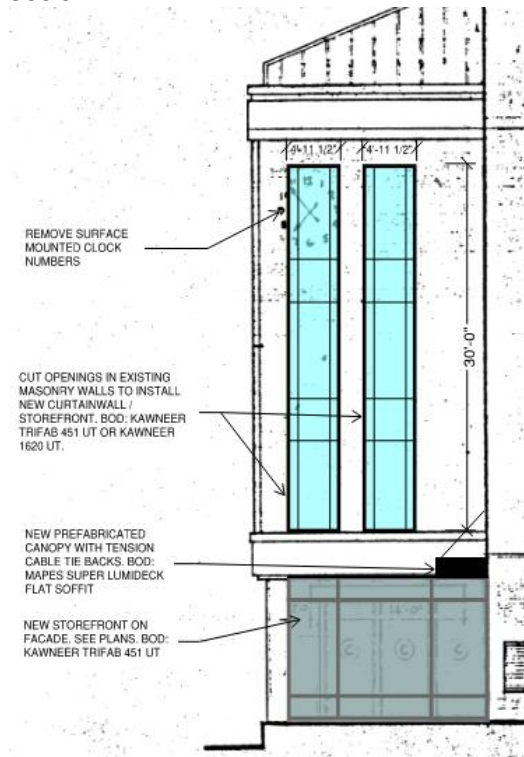 4'-11 1/2"
4'-11 1/2"
REMOVE SURFACE
MOUNTED CLOCK
NUMBERS
30'-0"
CUT OPENINGS IN EXISTING
MASONRY WALLS TO INSTALL
NEW CURTAINWALL /
STOREFRONT. BOD: KAWNEER
TRIFAB 451 UT OR KAWNEER
1620 UT.
NEW PREFABRICATED
CANOPY WITH TENSION
CABLE TIE BACKS. BOD:
MAPES SUPER LUMIDECK
FLAT SOFFIT
NEW STOREFRONT ON
FACADE. SEE PLANS. BOD:
KAWNEER TRIFAB 451 UT
14'-0"
C C C